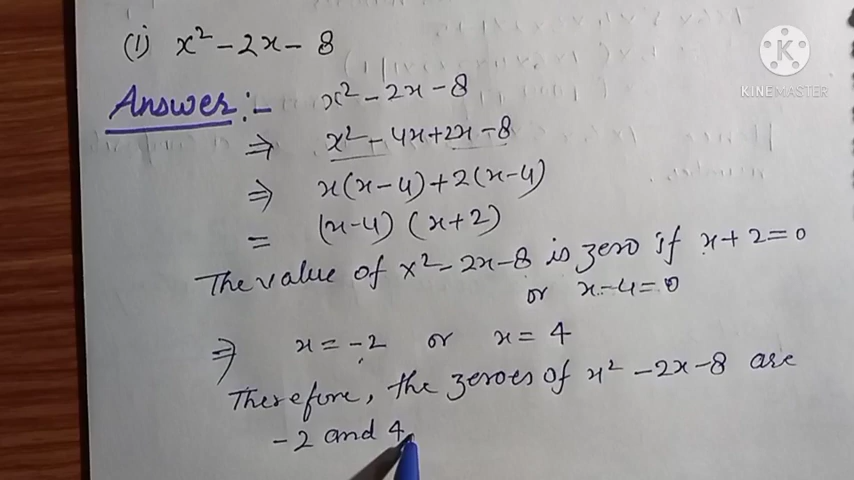 (i) x² - 2x - 8
Answer :- x² - 2x - 8
⇒ x² - 4x + 2x - 8
⇒ x(x - 4) + 2(x - 4)
= (x - 4) (x + 2)
The value of x² - 2x - 8 is zero if x + 2 = 0
or x - 4 = 0
⇒ x = -2 or x = 4
Therefore, the zeroes of x² - 2x - 8 are
-2 and 4
KINEMASTER